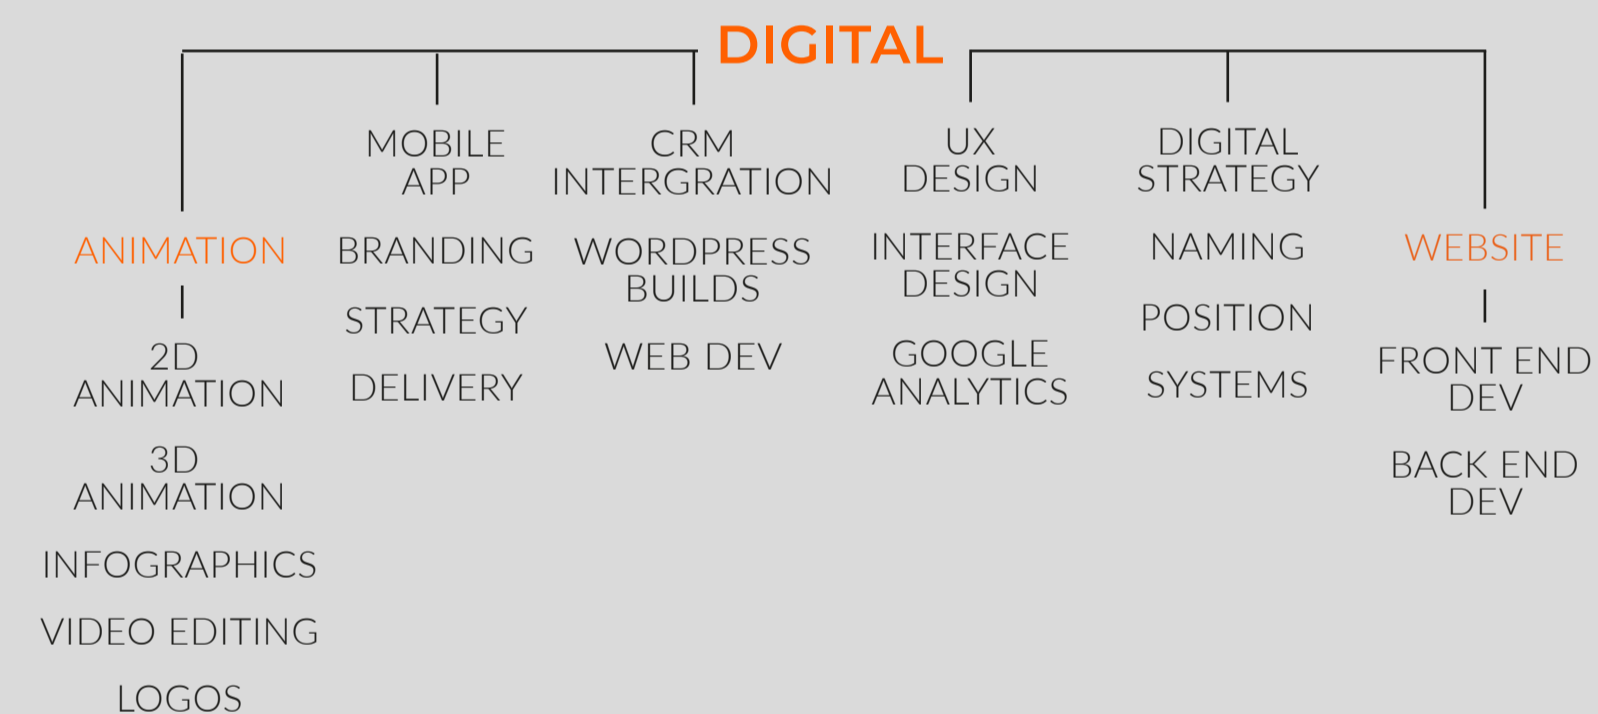 DIGITAL
ANIMATION
2D
ANIMATION
3D
ANIMATION
INFOGRAPHICS
VIDEO EDITING
LOGOS
MOBILE
APP
BRANDING
STRATEGY
DELIVERY
CRM
INTERGRATION
WORDPRESS
BUILDS
WEB DEV
UX
DESIGN
INTERFACE
DESIGN
GOOGLE
ANALYTICS
DIGITAL
STRATEGY
NAMING
POSITION
SYSTEMS
WEBSITE
FRONT END
DEV
BACK END
DEV